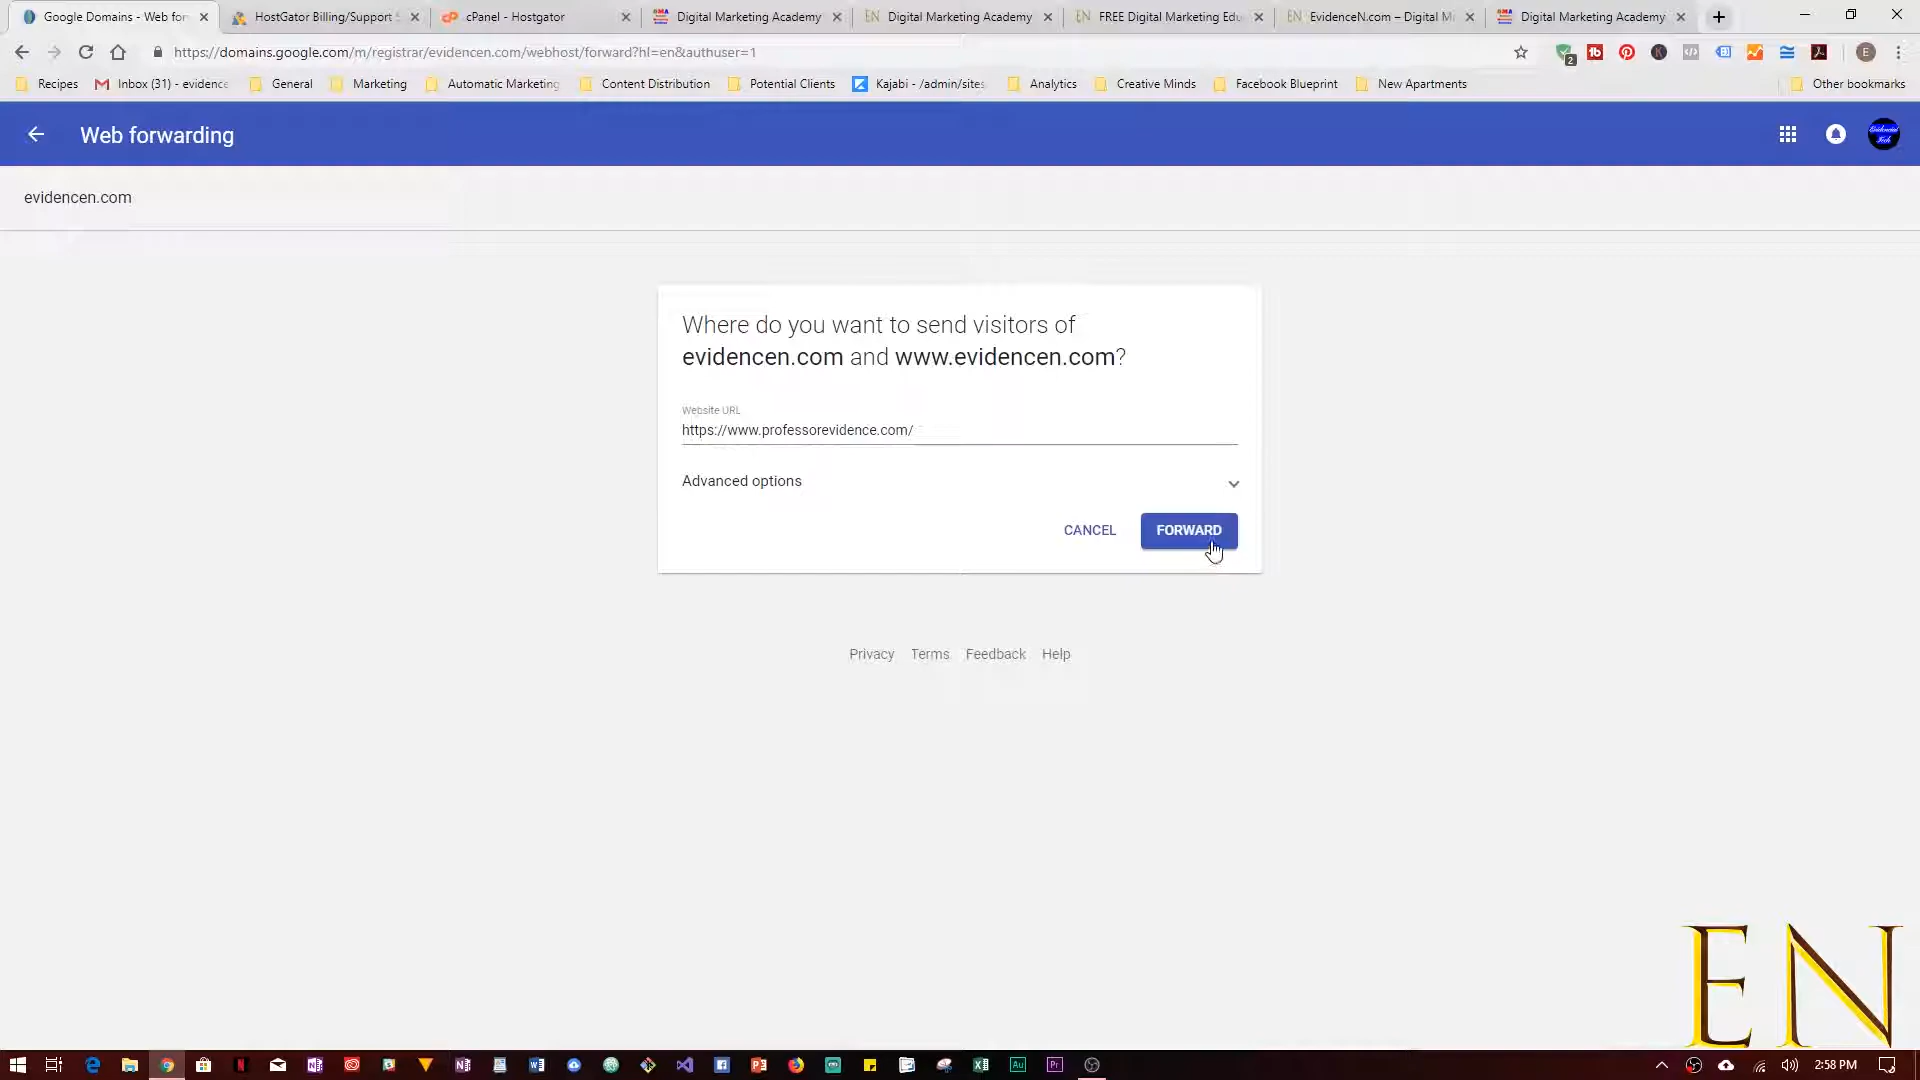 Google Domains - Web for
HostGator Billing/Support S
cPanel - Hostgator
Digital Marketing Academy
Digital Marketing Academy
FREE Digital Marketing Edu
EvidenceN.com – Digital M
Digital Marketing Academy
https://domains.google.com/m/registrar/evidencen.com/webhost/forward?hl=en&authuser=1
Recipes
Inbox (31) - evidence
General
Marketing
Automatic Marketing
Content Distribution
Potential Clients
Kajabi - /admin/sites
Analytics
Creative Minds
Facebook Blueprint
New Apartments
Other bookmarks
Web forwarding
evidencen.com
Where do you want to send visitors of
evidencen.com and www.evidencen.com?
Website URL
https://www.professorevidence.com/
Advanced options
CANCEL
FORWARD
Privacy
Terms
Feedback
Help
EN
2:58 PM